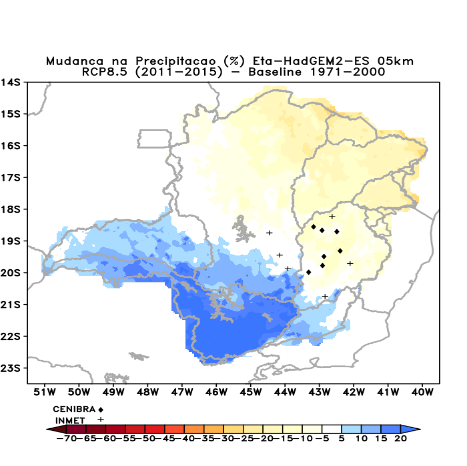 Mudanca na Precipitacao (%) Eta-HadGEM2-ES 05km
RCP8.5 (2011-2015) - Baseline 1971-2000
14S
15S
16S
17S
18S
19S
20S
21S
22S
23S
51W 50W 49W 48W 47W 46W 45W 44W 43W 42W 41W 40W
CENIBRA
INMET
-70 -65 -60 -55 -50 -45 -40 -35 -30 -25 -20 -15 -10 -5 5 10 15 20